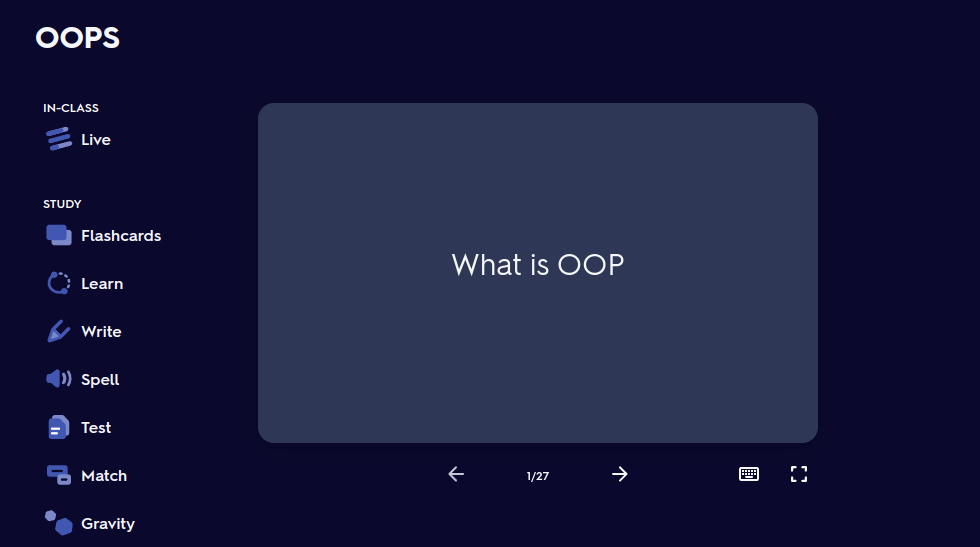 OOPS
IN-CLASS
Live
STUDY
Flashcards
Learn
Write
Spell
Test
Match
Gravity
What is OOP
1/27